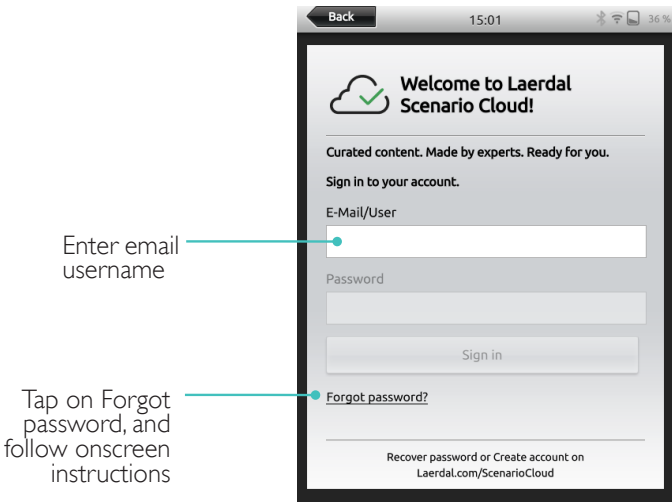 Back
15:01
36 %
Welcome to Laerdal
Scenario Cloud!
Curated content. Made by experts. Ready for you.
Sign in to your account.
E-Mail/User
Enter email
username
Password
Sign in
Tap on Forgot
password, and
follow onscreen
instructions
Forgot password?
Recover password or Create account on
Laerdal.com/ScenarioCloud